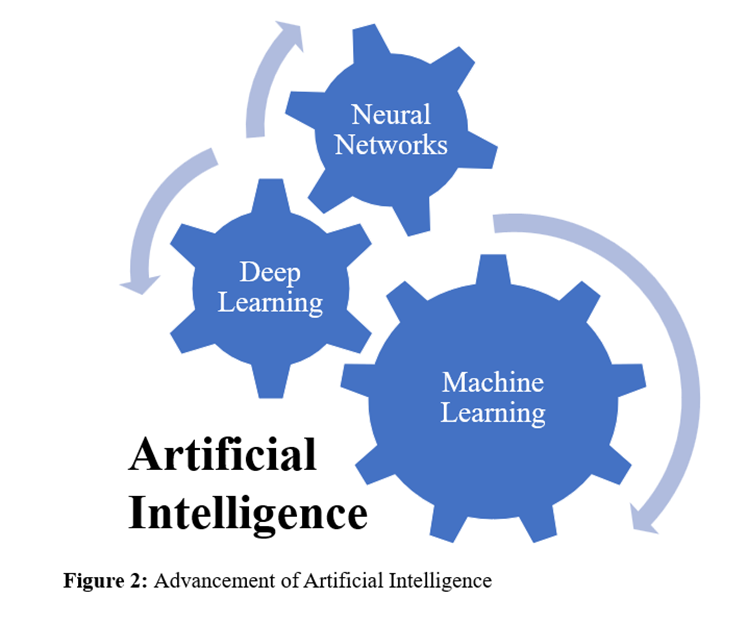 Neural
Networks
Deep
Learning
Machine
Learning
Artificial
Intelligence
Figure 2: Advancement of Artificial Intelligence